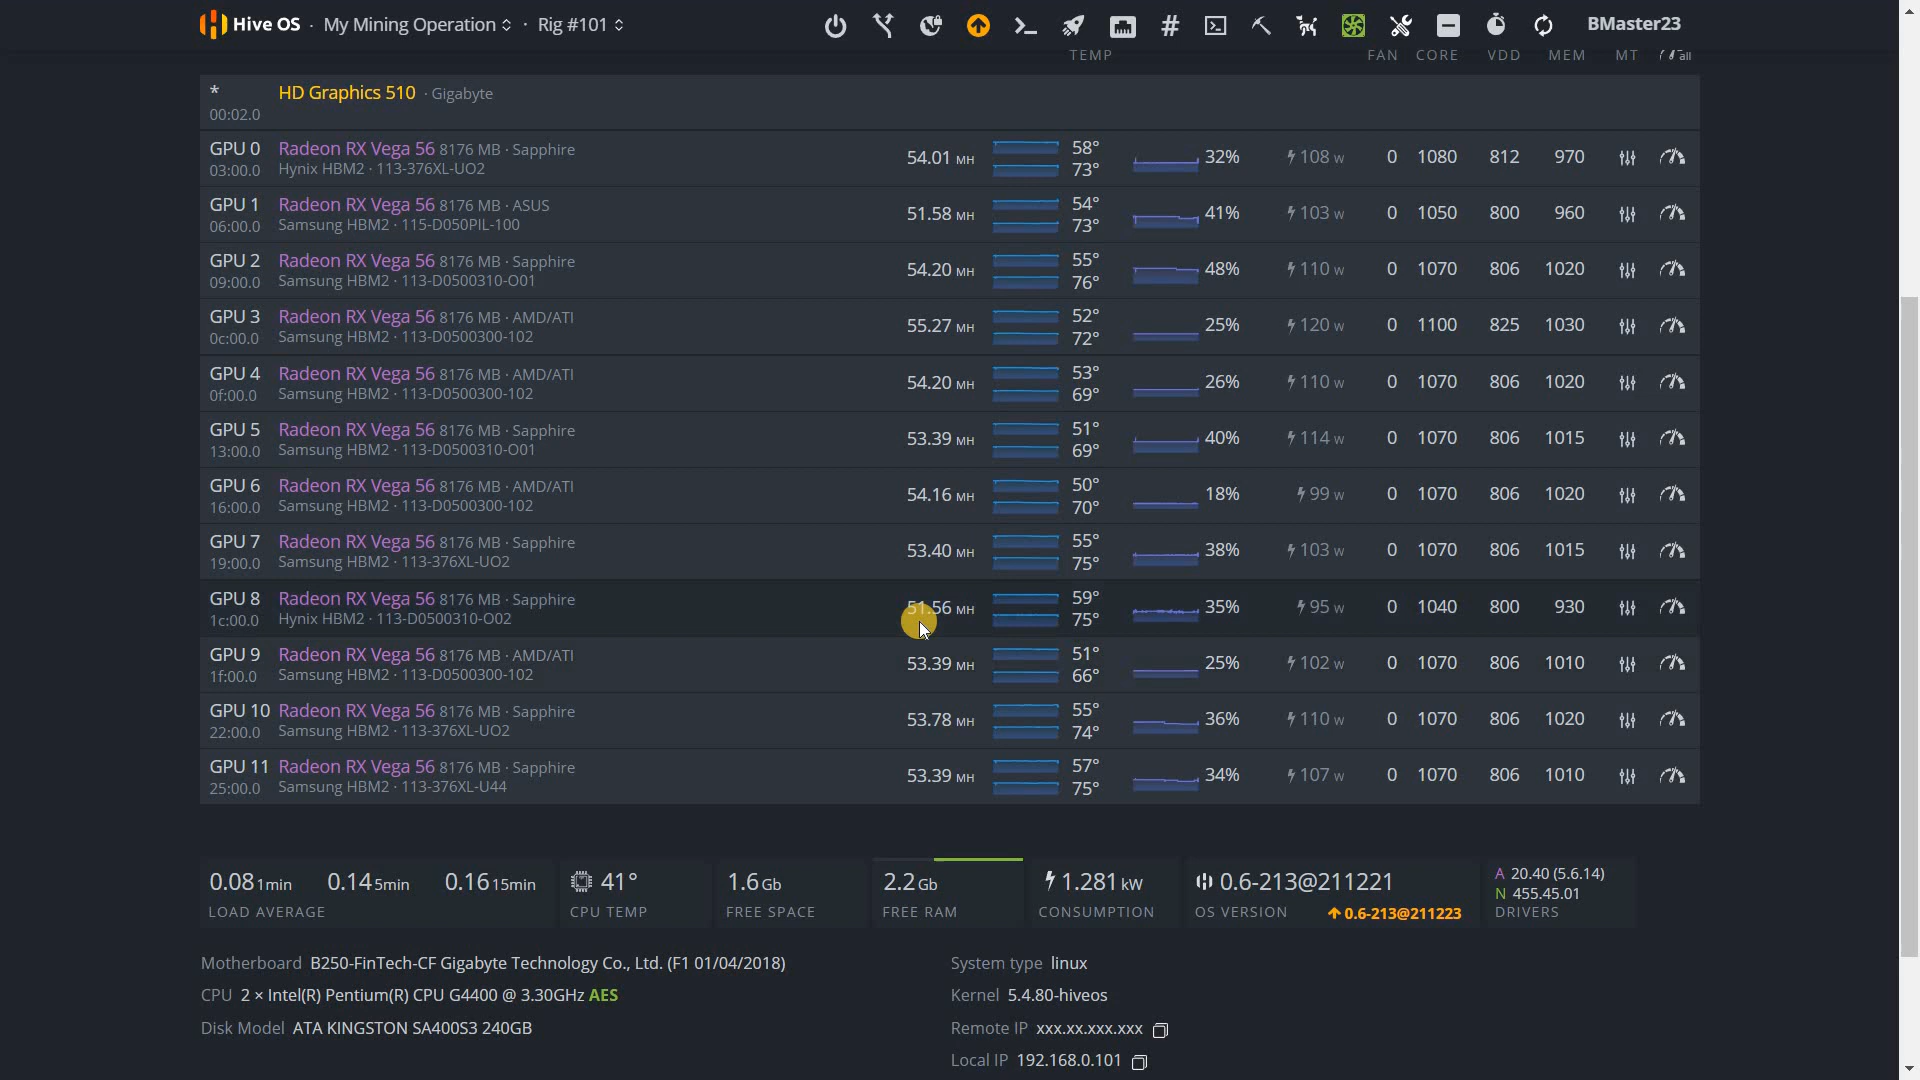 Hive OS · My Mining Operation · Rig #101 BMaster23
TEMP FAN CORE VDD MEM MT all
* HD Graphics 510 · Gigabyte
00:02.0
GPU 0 Radeon RX Vega 56 8176 MB · Sapphire 58°
54.01 MH 32% 108 W 0 1080 812 970
03:00.0 Hynix HBM2 · 113-376XL-UO2 73°
GPU 1 Radeon RX Vega 56 8176 MB · ASUS 54°
51.58 MH 41% 103 W 0 1050 800 960
06:00.0 Samsung HBM2 · 115-D050PIL-100 73°
GPU 2 Radeon RX Vega 56 8176 MB · Sapphire 55°
54.20 MH 48% 110 W 0 1070 806 1020
09:00.0 Samsung HBM2 · 113-D0500310-O01 76°
GPU 3 Radeon RX Vega 56 8176 MB · AMD/ATI 52°
55.27 MH 25% 120 W 0 1100 825 1030
0c:00.0 Samsung HBM2 · 113-D0500300-102 72°
GPU 4 Radeon RX Vega 56 8176 MB · AMD/ATI 53°
54.20 MH 26% 110 W 0 1070 806 1020
0f:00.0 Samsung HBM2 · 113-D0500300-102 69°
GPU 5 Radeon RX Vega 56 8176 MB · Sapphire 51°
53.39 MH 40% 114 W 0 1070 806 1015
13:00.0 Samsung HBM2 · 113-D0500310-O01 69°
GPU 6 Radeon RX Vega 56 8176 MB · AMD/ATI 50°
54.16 MH 18% 99 W 0 1070 806 1020
16:00.0 Samsung HBM2 · 113-D0500300-102 70°
GPU 7 Radeon RX Vega 56 8176 MB · Sapphire 55°
53.40 MH 38% 103 W 0 1070 806 1015
19:00.0 Samsung HBM2 · 113-376XL-UO2 75°
GPU 8 Radeon RX Vega 56 8176 MB · Sapphire 59°
51.56 MH 35% 95 W 0 1040 800 930
1c:00.0 Hynix HBM2 · 113-D0500310-O02 75°
GPU 9 Radeon RX Vega 56 8176 MB · AMD/ATI 51°
53.39 MH 25% 102 W 0 1070 806 1010
1f:00.0 Samsung HBM2 · 113-D0500300-102 66°
GPU 10 Radeon RX Vega 56 8176 MB · Sapphire 55°
53.78 MH 36% 110 W 0 1070 806 1020
22:00.0 Samsung HBM2 · 113-376XL-UO2 74°
GPU 11 Radeon RX Vega 56 8176 MB · Sapphire 57°
53.39 MH 34% 107 W 0 1070 806 1010
25:00.0 Samsung HBM2 · 113-376XL-U44 75°
0.08 1min 0.14 5min 0.16 15min 41° 1.6 Gb 2.2 Gb 1.281 kW 0.6-213@211221 A 20.40 (5.6.14)
N 455.45.01
LOAD AVERAGE CPU TEMP FREE SPACE FREE RAM CONSUMPTION OS VERSION 0.6-213@211223 DRIVERS
Motherboard B250-FinTech-CF Gigabyte Technology Co., Ltd. (F1 01/04/2018)
CPU 2 × Intel(R) Pentium(R) CPU G4400 @ 3.30GHz AES
Disk Model ATA KINGSTON SA400S3 240GB
System type linux
Kernel 5.4.80-hiveos
Remote IP xxx.xx.xxx.xxx
Local IP 192.168.0.101